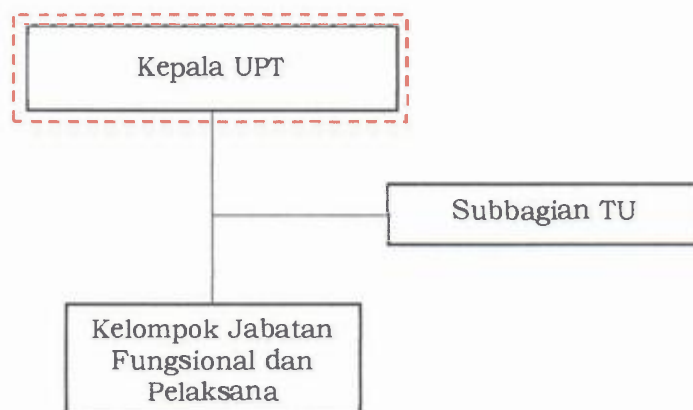 Kepala UPT
Subbagian TU
Kelompok Jabatan
Fungsional dan
Pelaksana